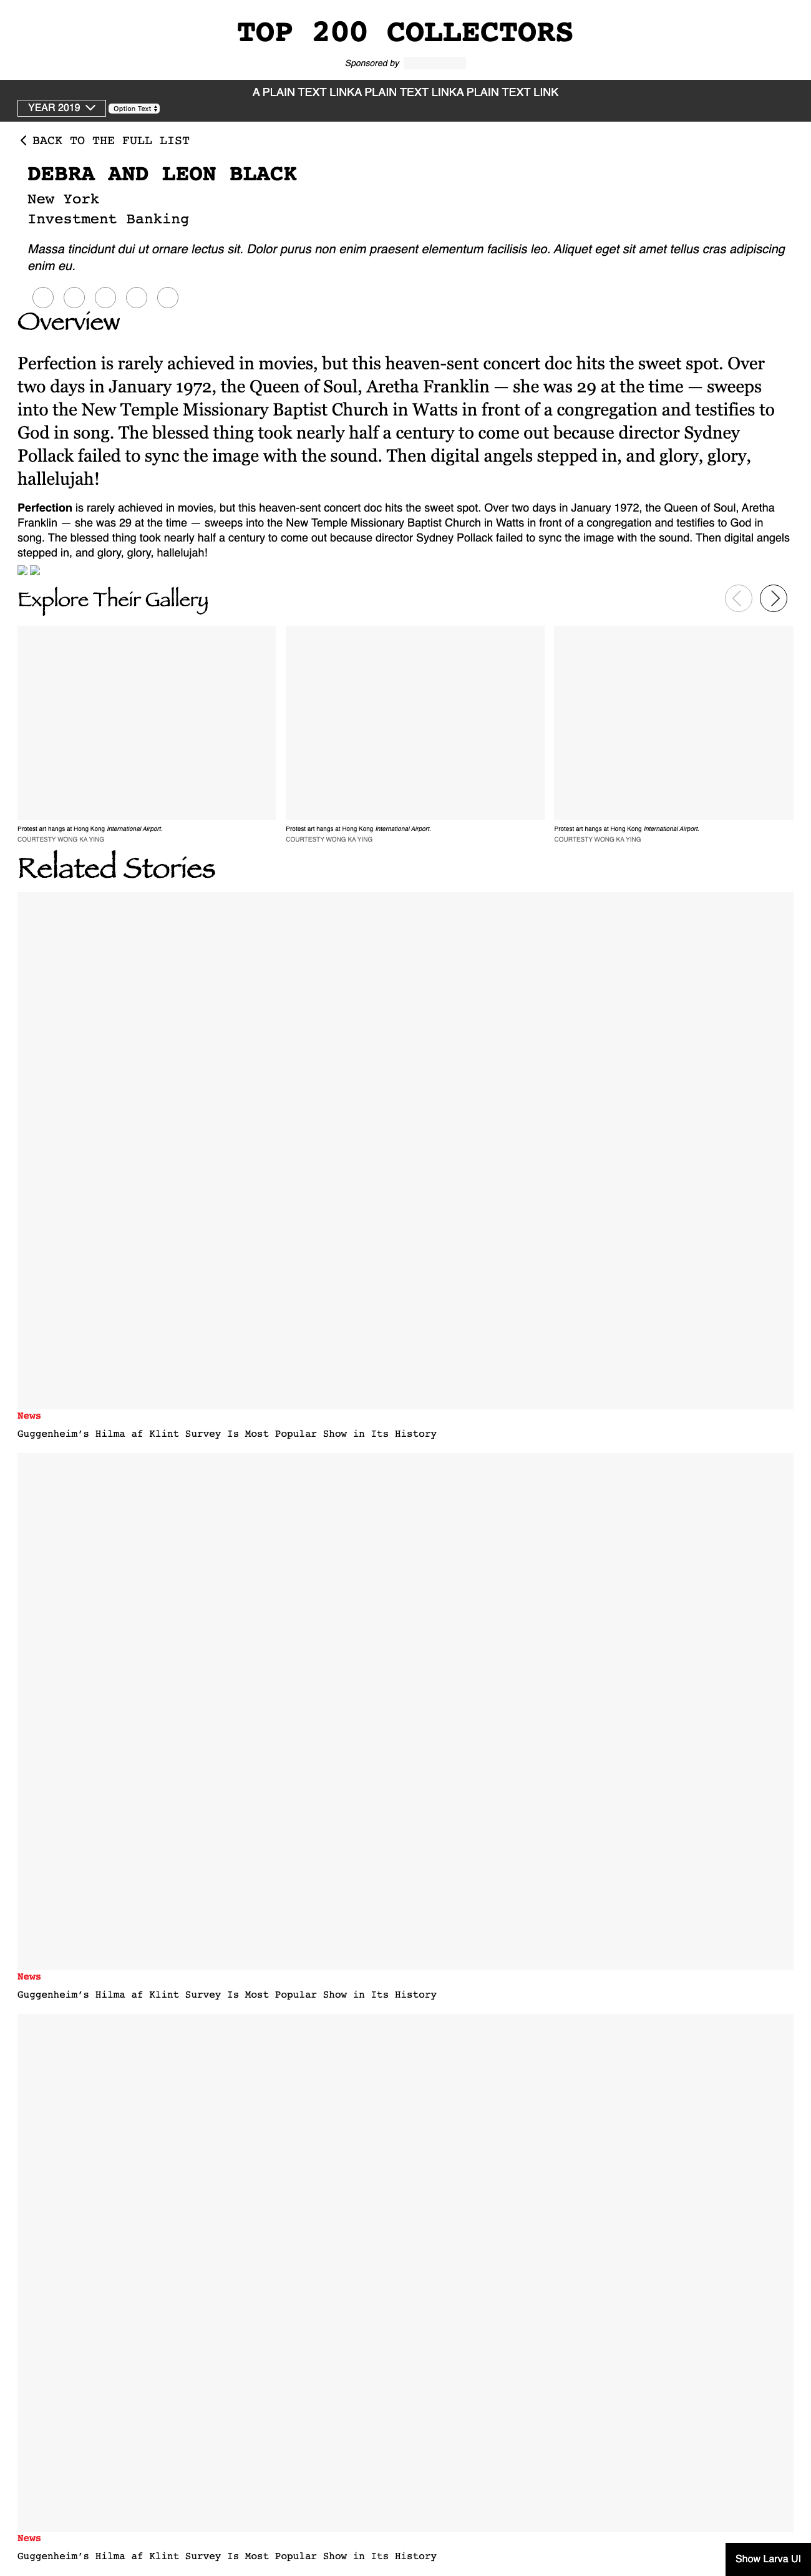 TOP 200 COLLECTORS
Sponsored by
A PLAIN TEXT LINKA PLAIN TEXT LINKA PLAIN TEXT LINK
YEAR 2019
Option Text
BACK TO THE FULL LIST
DEBRA AND LEON BLACK
New York
Investment Banking
Massa tincidunt dui ut ornare lectus sit. Dolor purus non enim praesent elementum facilisis leo. Aliquet eget sit amet tellus cras adipiscing
enim eu.
Overview
Perfection is rarely achieved in movies, but this heaven-sent concert doc hits the sweet spot. Over
two days in January 1972, the Queen of Soul, Aretha Franklin — she was 29 at the time — sweeps
into the New Temple Missionary Baptist Church in Watts in front of a congregation and testifies to
God in song. The blessed thing took nearly half a century to come out because director Sydney
Pollack failed to sync the image with the sound. Then digital angels stepped in, and glory, glory,
hallelujah!
Perfection is rarely achieved in movies, but this heaven-sent concert doc hits the sweet spot. Over two days in January 1972, the Queen of Soul, Aretha
Franklin — she was 29 at the time — sweeps into the New Temple Missionary Baptist Church in Watts in front of a congregation and testifies to God in
song. The blessed thing took nearly half a century to come out because director Sydney Pollack failed to sync the image with the sound. Then digital angels
stepped in, and glory, glory, hallelujah!
Explore Their Gallery
Protest art hangs at Hong Kong International Airport.
COURTESTY WONG KA YING
Protest art hangs at Hong Kong International Airport.
COURTESTY WONG KA YING
Protest art hangs at Hong Kong International Airport.
COURTESTY WONG KA YING
Related Stories
News
Guggenheim’s Hilma af Klint Survey Is Most Popular Show in Its History
News
Guggenheim’s Hilma af Klint Survey Is Most Popular Show in Its History
News
Guggenheim’s Hilma af Klint Survey Is Most Popular Show in Its History
Show Larva UI